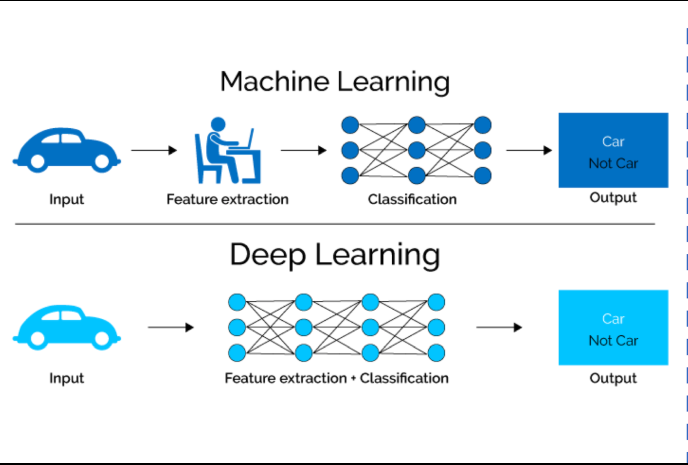 Machine Learning
Car
Not Car
Input
Feature extraction
Classification
Output
Deep Learning
Car
Not Car
Input
Feature extraction + Classification
Output